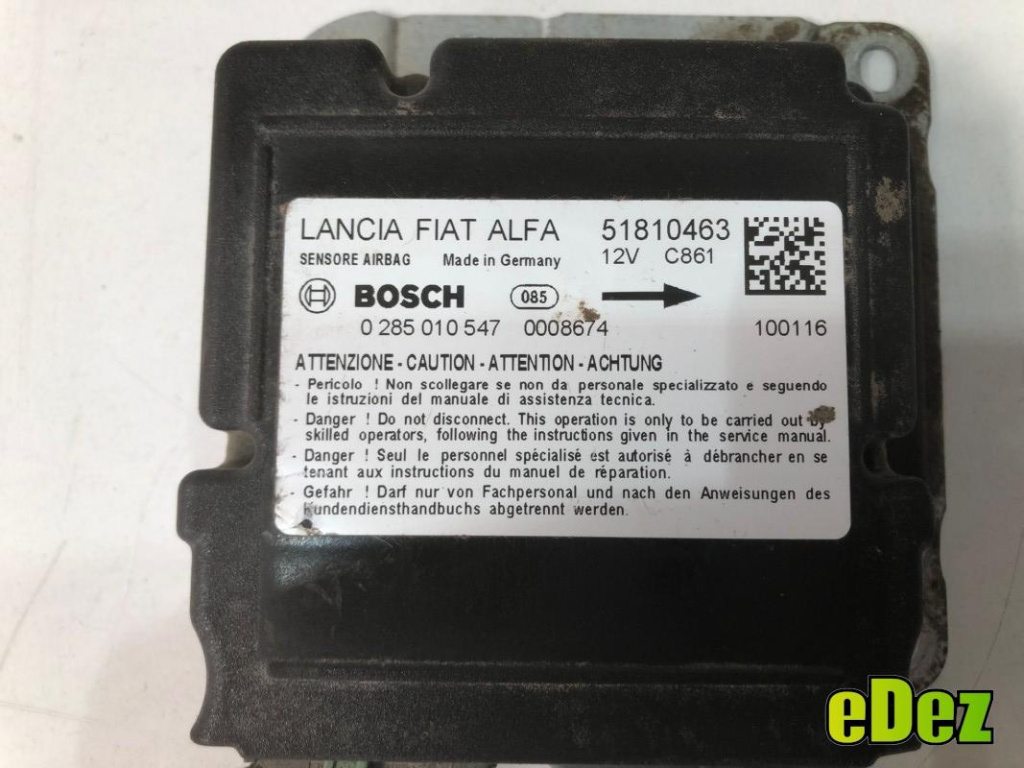 LANCIA FIAT ALFA 51810463
SENSORE AIRBAG Made in Germany 12V C861
BOSCH 085
0 285 010 547 0008674 100116
ATTENZIONE - CAUTION - ATTENTION - ACHTUNG
- Pericolo ! Non scollegare se non da personale specializzato e seguendo
le istruzioni del manuale di assistenza tecnica.
- Danger ! Do not disconnect. This operation is only to be carried out by
skilled operators, following the instructions given in the service manual.
- Danger ! Seul le personnel spécialisé est autorisé à débrancher en se
tenant aux instructions du manuel de réparation.
- Gefahr ! Darf nur von Fachpersonal und nach den Anweisungen des
Kundendiensthandbuchs abgetrennt werden.
eDez